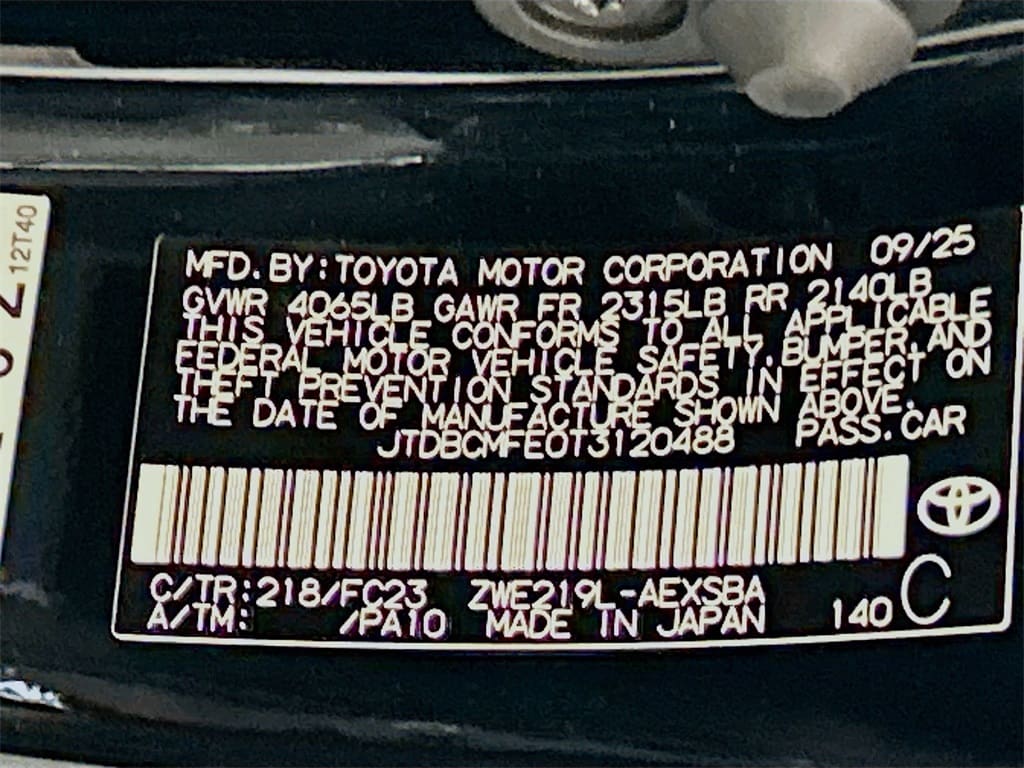 MFD. BY: TOYOTA MOTOR CORPORATION 09/25
GVWR 4065LB GAWR FR 2315LB RR 2140LB
THIS VEHICLE CONFORMS TO ALL APPLICABLE
FEDERAL MOTOR VEHICLE SAFETY, BUMPER, AND
THEFT PREVENTION STANDARDS IN EFFECT ON
THE DATE OF MANUFACTURE SHOWN ABOVE.
JTDBCMFE0T3120488 PASS. CAR
C/TR: 218/FC23 ZWE219L-AEXSBA
A/TM: /PA10 MADE IN JAPAN 140 C
12T40